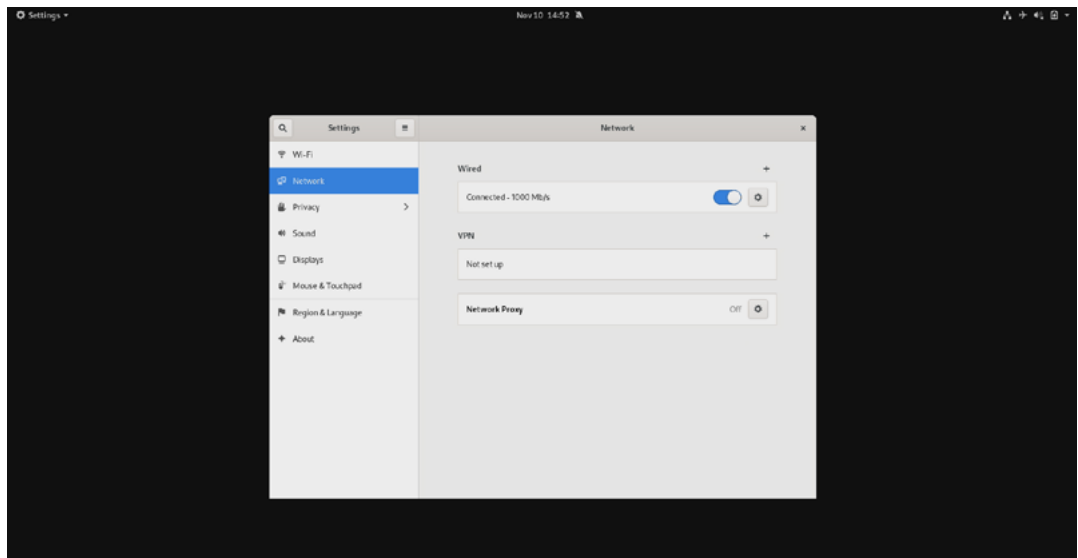 Settings
Nov 10 14:52
Settings
Network
Wi-Fi
Network
Privacy
Sound
Displays
Mouse & Touchpad
Region & Language
About
Wired
Connected - 1000 Mb/s
VPN
Not set up
Network Proxy
Off